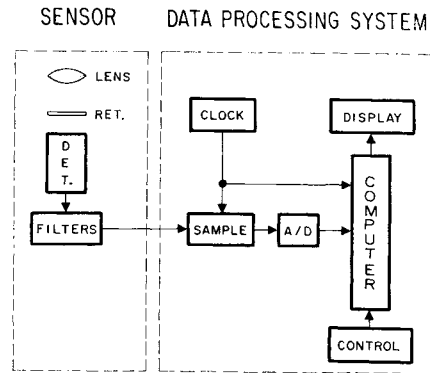 SENSOR
DATA PROCESSING SYSTEM
LENS
RET.
DET.
FILTERS
CLOCK
SAMPLE
A/D
DISPLAY
COMPUTER
CONTROL